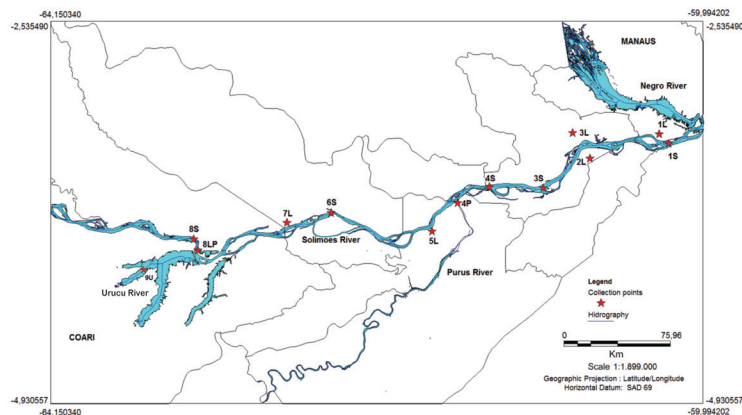 -64,150340
-59,994202
-2,535490
-2,535490
MANAUS
Negro River
1L
3L
1S
2L
4S
3S
6S
4P
7L
8S
Solimoes River
5L
8LP
9U
Purus River
Urucu River
Legend
Collection points
Hidrography
COARI
0
75,96
Km
Scale 1:1.899.000
Geographic Projection : Latitude/Longitude
Horizontal Datum: SAD 69
-4,930557
-4,930557
-64,150340
-59,994202